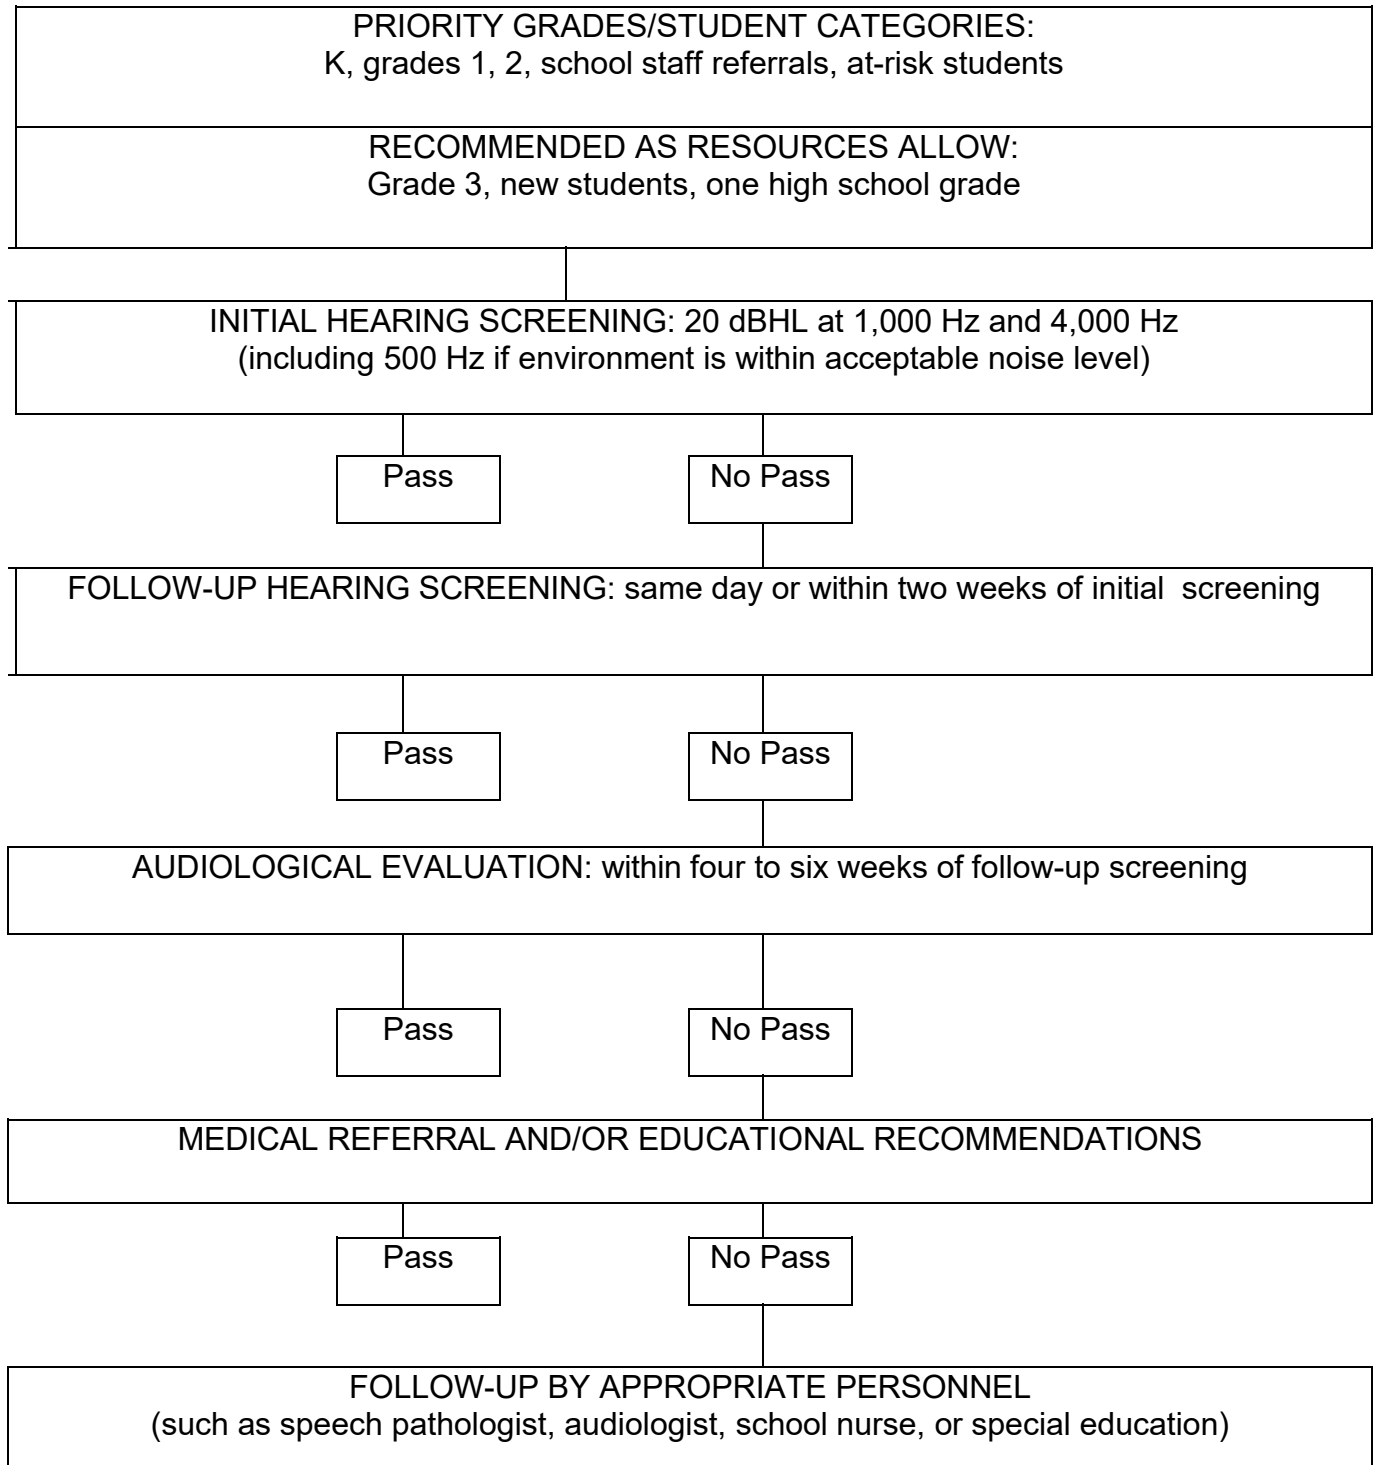 PRIORITY GRADES/STUDENT CATEGORIES:
K, grades 1, 2, school staff referrals, at-risk students
RECOMMENDED AS RESOURCES ALLOW:
Grade 3, new students, one high school grade
INITIAL HEARING SCREENING: 20 dBHL at 1,000 Hz and 4,000 Hz
(including 500 Hz if environment is within acceptable noise level)
Pass
No Pass
FOLLOW-UP HEARING SCREENING: same day or within two weeks of initial  screening
Pass
No Pass
AUDIOLOGICAL EVALUATION: within four to six weeks of follow-up screening
Pass
No Pass
MEDICAL REFERRAL AND/OR EDUCATIONAL RECOMMENDATIONS
Pass
No Pass
FOLLOW-UP BY APPROPRIATE PERSONNEL
(such as speech pathologist, audiologist, school nurse, or special education)